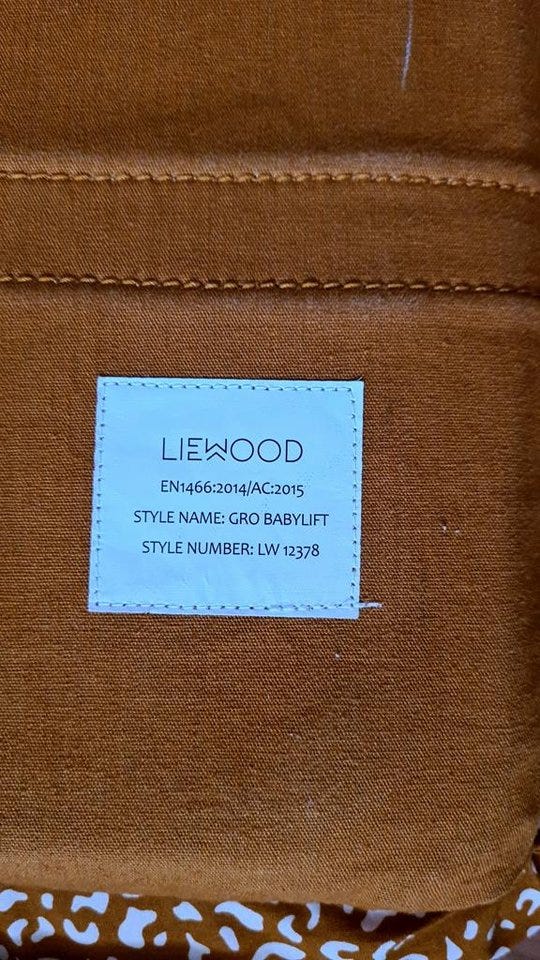 LIEWOOD
EN1466:2014/AC:2015
STYLE NAME: GRO BABYLIFT
STYLE NUMBER: LW 12378